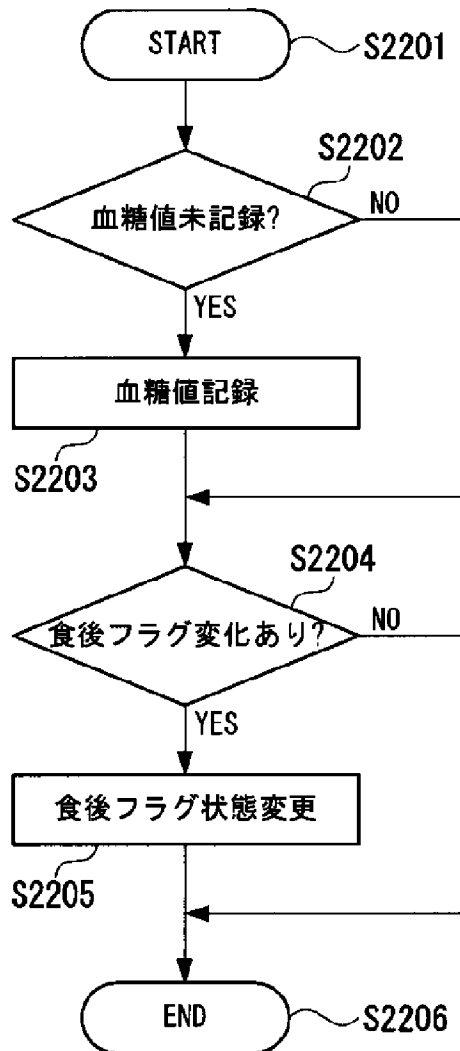 START
S2201
S2202
血糖値未記録?
NO
YES
血糖値記録
S2203
S2204
食後フラグ変化あり?
NO
YES
食後フラグ状態変更
S2205
END
S2206